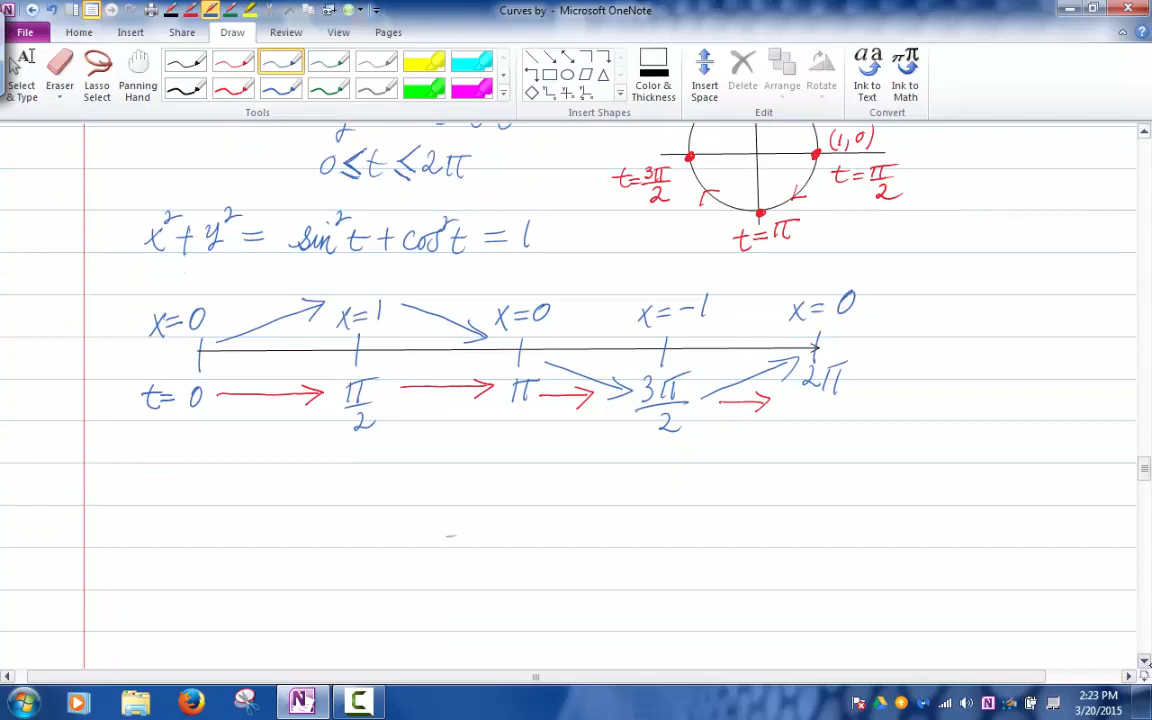 Curves by - Microsoft OneNote
File Home Insert Share Draw Review View Pages
Select & Type
Eraser
Lasso Select
Panning Hand
Color & Thickness
Insert Space
Delete
Arrange
Rotate
Ink to Text
Ink to Math
Tools
Insert Shapes
Edit
Convert
0 ≤ t ≤ 2π
(1, 0)
t = 3π/2
t = π/2
t = π
x² + y² = sin² t + cos² t = 1
x = 0 x = 1 x = 0 x = -1 x = 0
t = 0 π/2 π 3π/2 2π
2:23 PM
3/20/2015